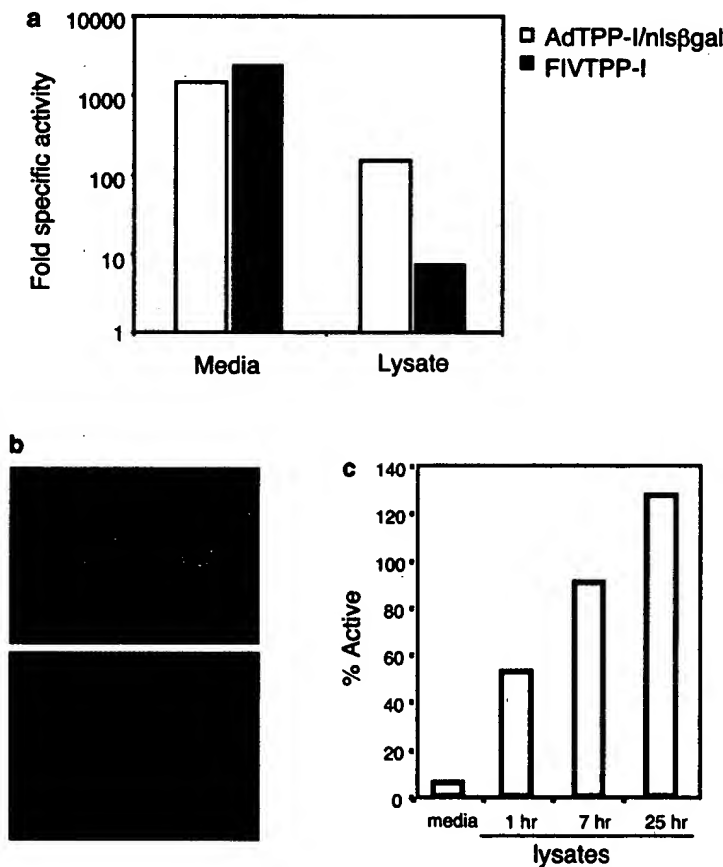 a
10000
1000
100
10
1
Fold specific activity
Media
Lysate
AdTPP-I/nlsβgal
FIVTPP-I
b
c
140
120
100
80
60
40
20
0
% Active
media
1 hr
7 hr
25 hr
lysates